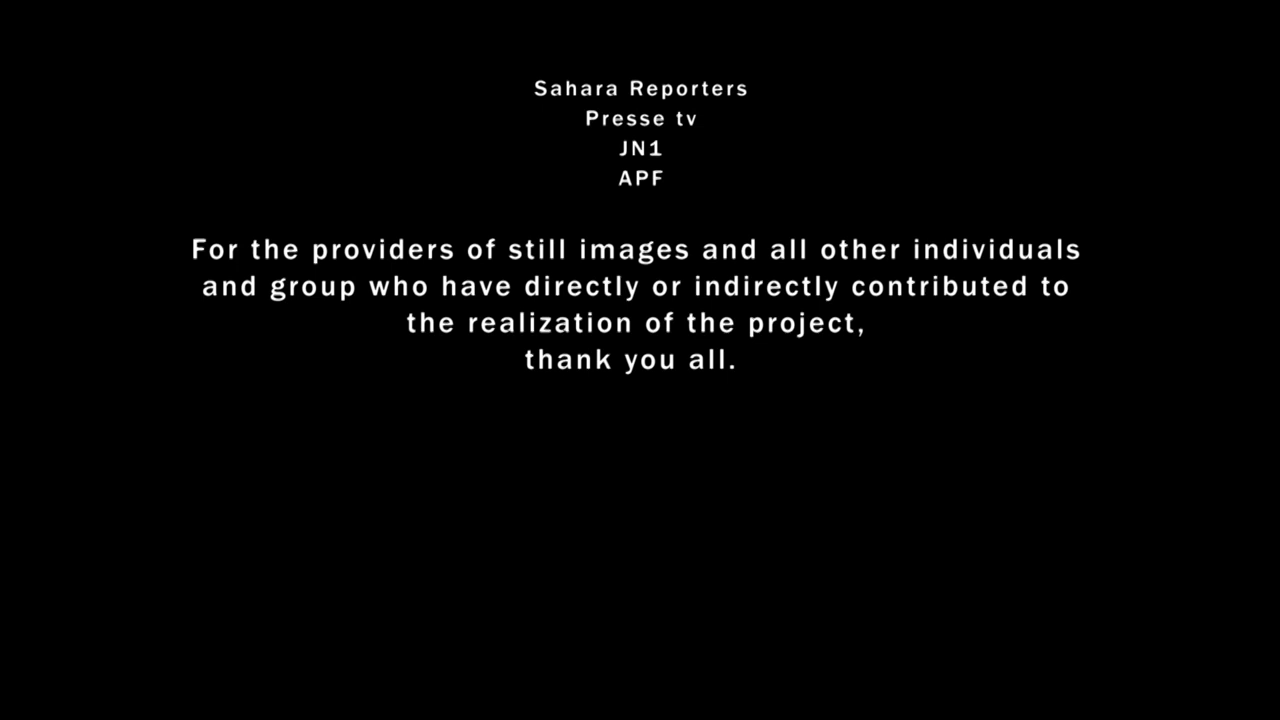 Sahara Reporters
Presse tv
JN1
APF
For the providers of still images and all other individuals
and group who have directly or indirectly contributed to
the realization of the project,
thank you all.